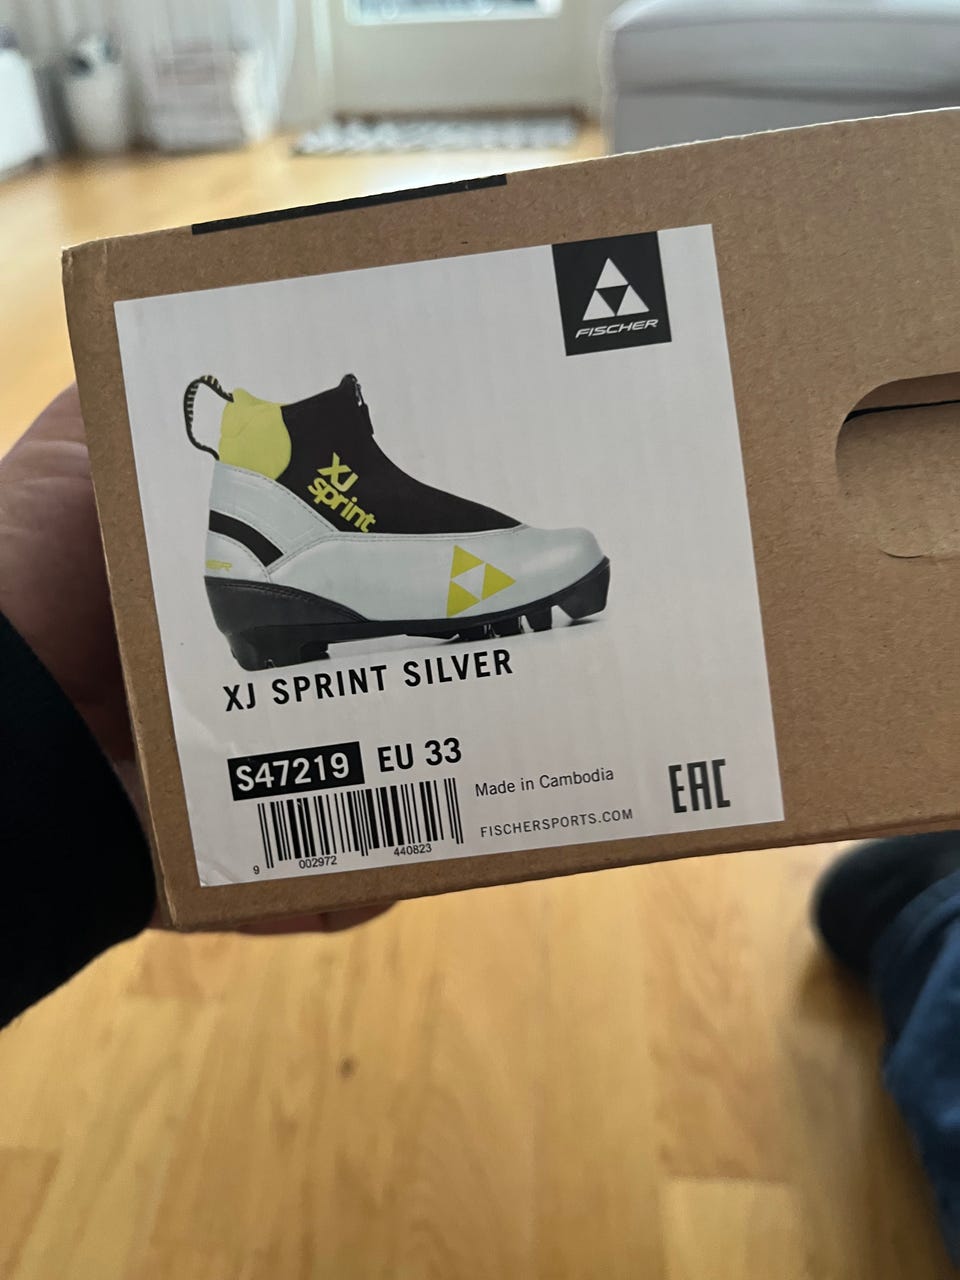 FISCHER
XJ
sprint
XJ SPRINT SILVER
S47219 EU 33
Made in Cambodia
FISCHERSPORTS.COM
EAC
9 002972 440823